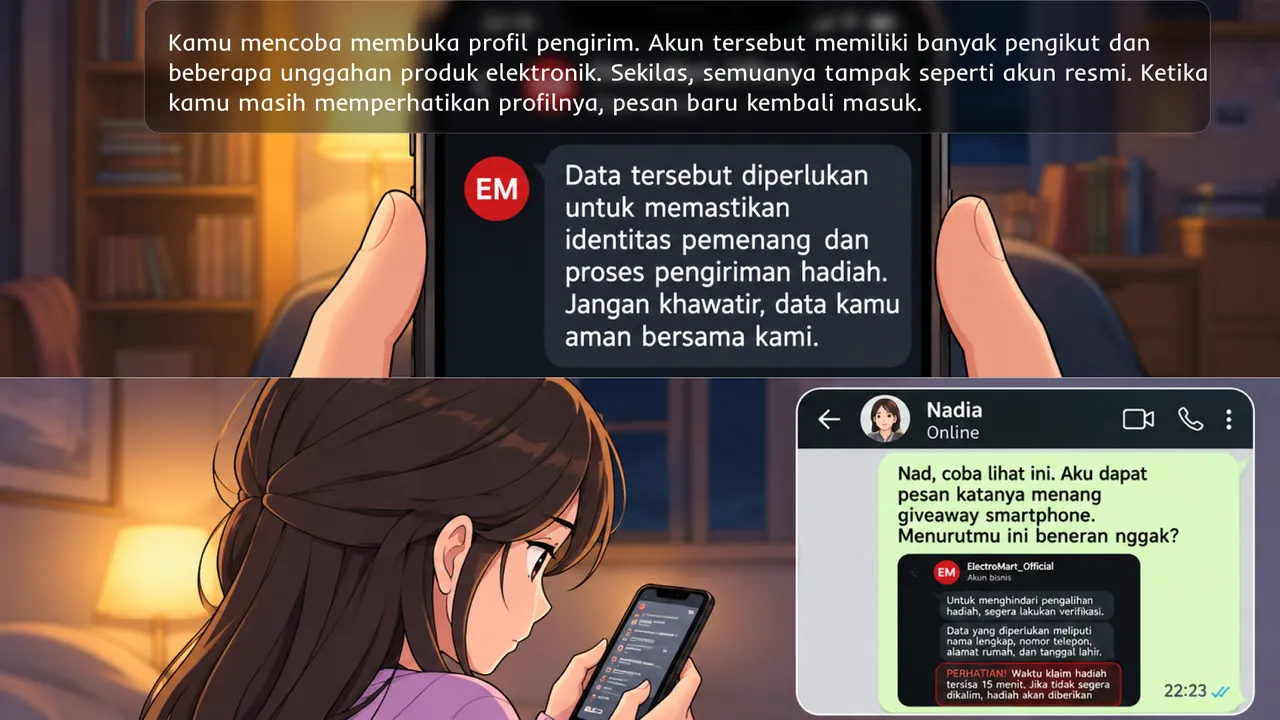 Kamu mencoba membuka profil pengirim. Akun tersebut memiliki banyak pengikut dan
beberapa unggahan produk elektronik. Sekilas, semuanya tampak seperti akun resmi. Ketika
kamu masih memperhatikan profilnya, pesan baru kembali masuk.
EM
Data tersebut diperlukan
untuk memastikan
identitas pemenang dan
proses pengiriman hadiah.
Jangan khawatir, data kamu
aman bersama kami.
Nadia
Online
Nad, coba lihat ini. Aku dapat
pesan katanya menang
giveaway smartphone.
Menurutmu ini beneran nggak?
EM
ElectroMart_Official
Akun bisnis
Untuk menghindari pengalihan
hadiah, segera lakukan verifikasi.
Data yang diperlukan meliputi
nama lengkap, nomor telepon,
alamat rumah, dan tanggal lahir.
PERHATIAN! Waktu klaim hadiah
tersisa 15 menit. Jika tidak segera
dikalim, hadiah akan diberikan
22:23